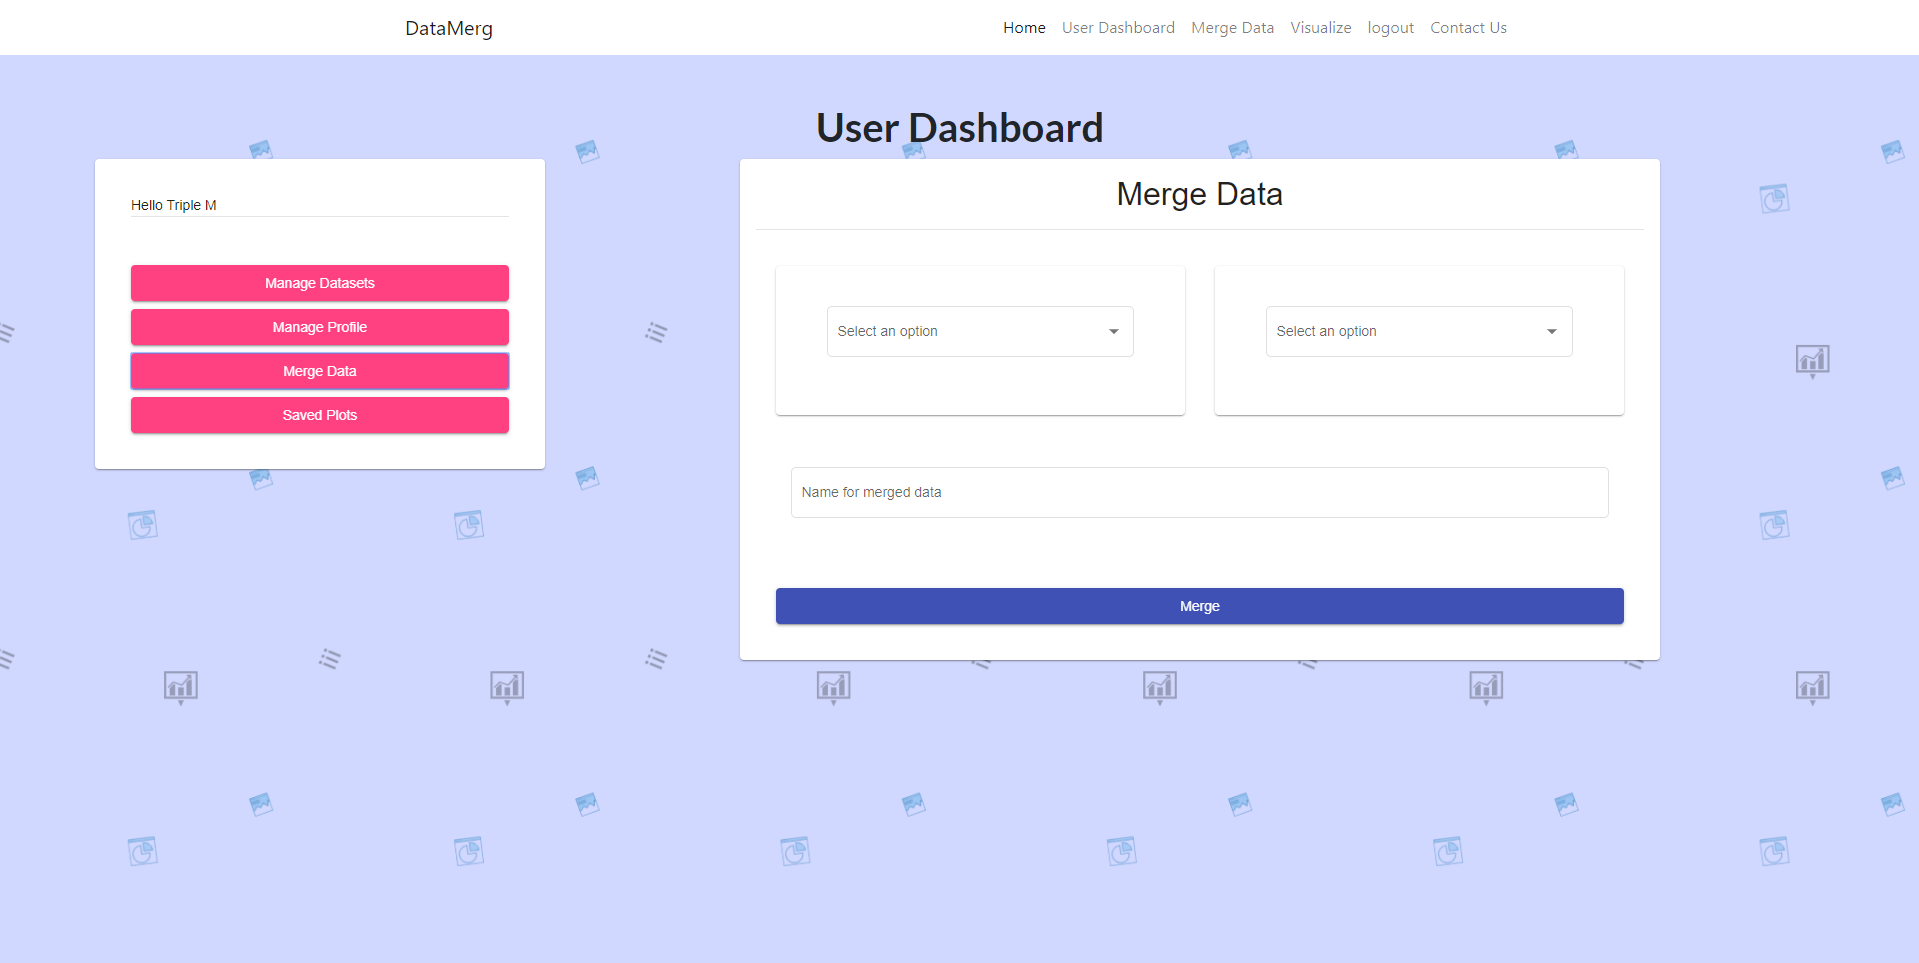 DataMerg
Home User Dashboard Merge Data Visualize logout Contact Us
User Dashboard
Hello Triple M
Manage Datasets
Manage Profile
Merge Data
Saved Plots
Merge Data
Select an option
Select an option
Name for merged data
Merge